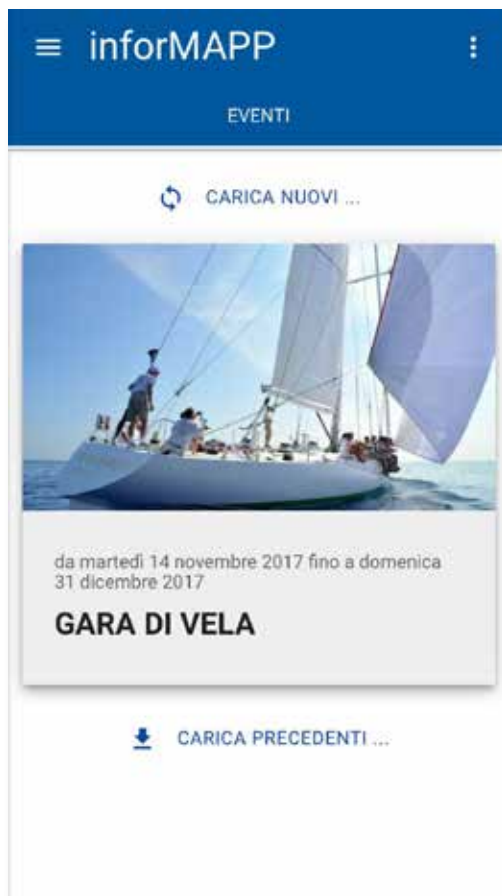 inforMAPP
EVENTI
CARICA NUOVI ...
da martedì 14 novembre 2017 fino a domenica
31 dicembre 2017
GARA DI VELA
CARICA PRECEDENTI ...